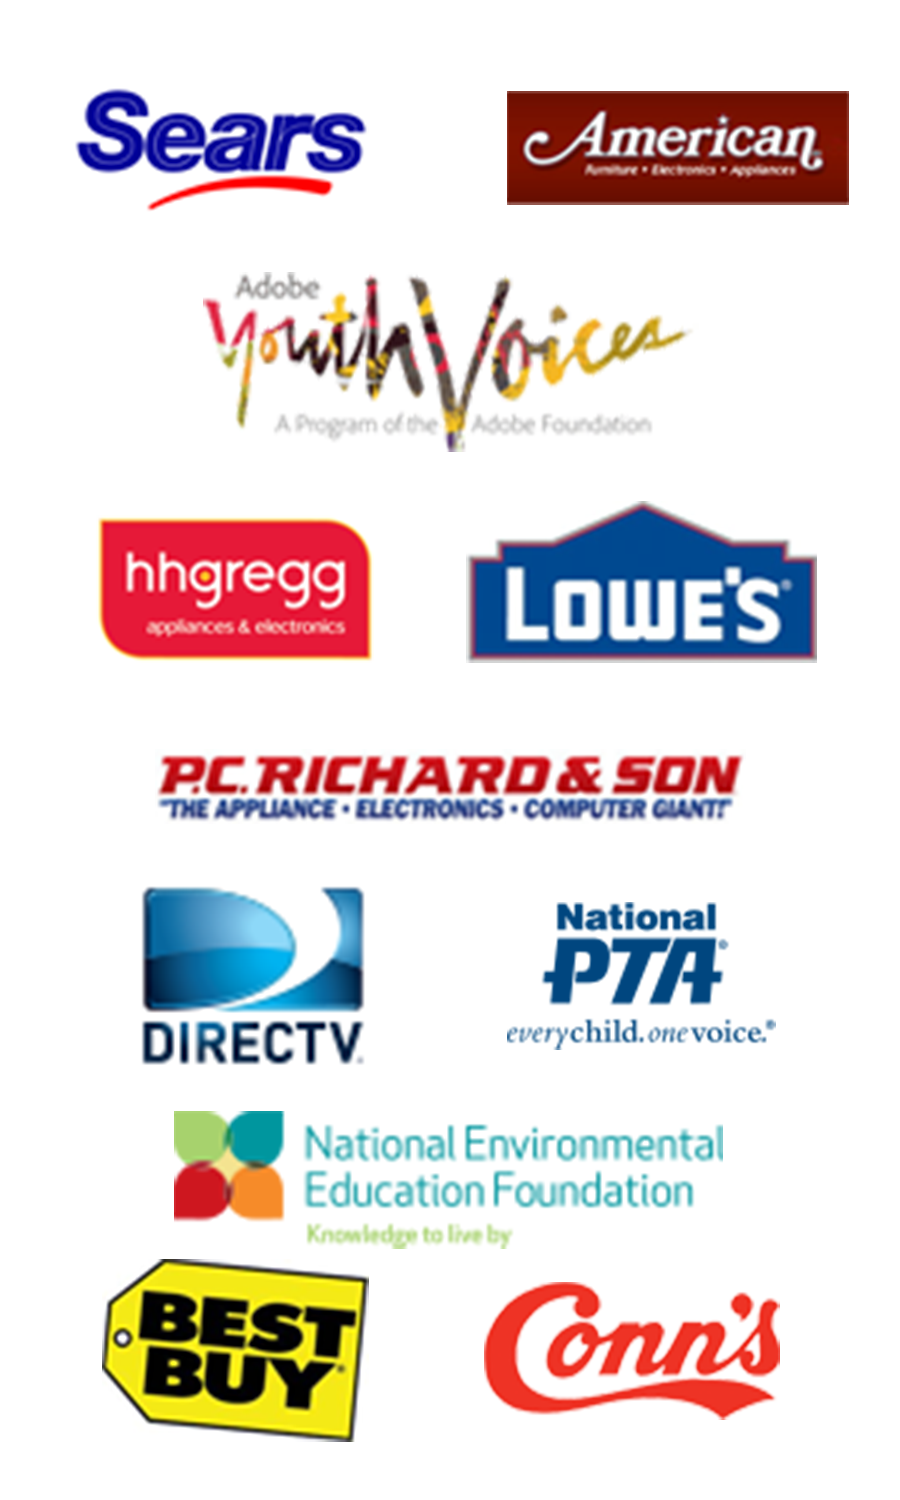 Sears
American
Furniture • Electronics • Appliances
Adobe
Youth Voices
A Program of the Adobe Foundation
hhgregg
appliances & electronics
LOWE'S®
P.C. RICHARD & SON
"THE APPLIANCE • ELECTRONICS • COMPUTER GIANT!"
DIRECTV
National
PTA®
everychild.onevoice.®
National Environmental
Education Foundation
Knowledge to live by
BEST
BUY®
Conn's